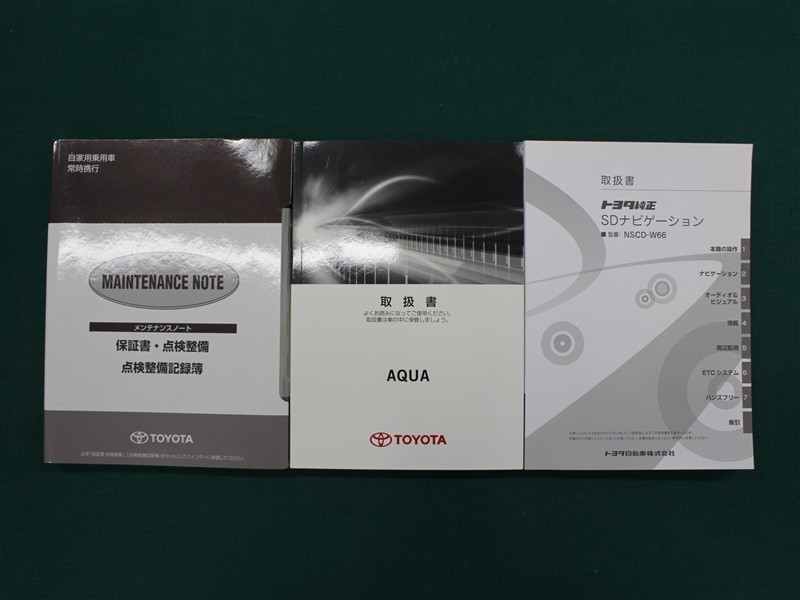 自家用乗用車
常時携行
MAINTENANCE NOTE
メンテナンスノート
保証書・点検整備
点検整備記録簿
TOYOTA
取扱書
よくお読みになってご使用ください。
取扱書は車の中に保管しましょう。
AQUA
TOYOTA
取扱書
トヨタ純正
SDナビゲーション
■ 型番: NSCD-W66
本機の操作 1
ナビゲーション 2
オーディオ&
ビジュアル 3
情報 4
周辺監視 5
ETCシステム 6
ハンズフリー 7
索引
トヨタ自動車株式会社